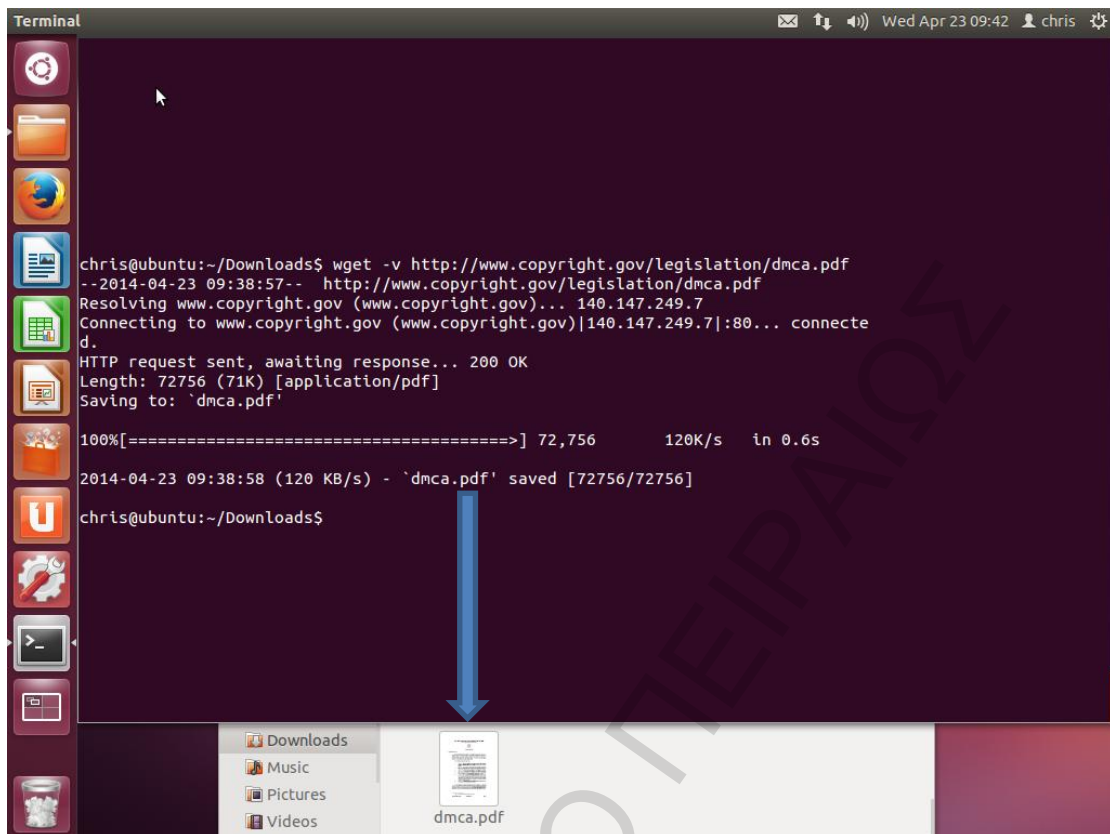 Terminal
Wed Apr 23 09:42 chris
chris@ubuntu:~/Downloads$ wget -v http://www.copyright.gov/legislation/dmca.pdf
--2014-04-23 09:38:57-- http://www.copyright.gov/legislation/dmca.pdf
Resolving www.copyright.gov (www.copyright.gov)... 140.147.249.7
Connecting to www.copyright.gov (www.copyright.gov)|140.147.249.7|:80... connecte
d.
HTTP request sent, awaiting response... 200 OK
Length: 72756 (71K) [application/pdf]
Saving to: `dmca.pdf'
100%[=======================================>] 72,756 120K/s in 0.6s
2014-04-23 09:38:58 (120 KB/s) - `dmca.pdf' saved [72756/72756]
chris@ubuntu:~/Downloads$
Downloads
Music
Pictures
Videos
dmca.pdf
Ο ΠΕΙΡΑΙΩΣ